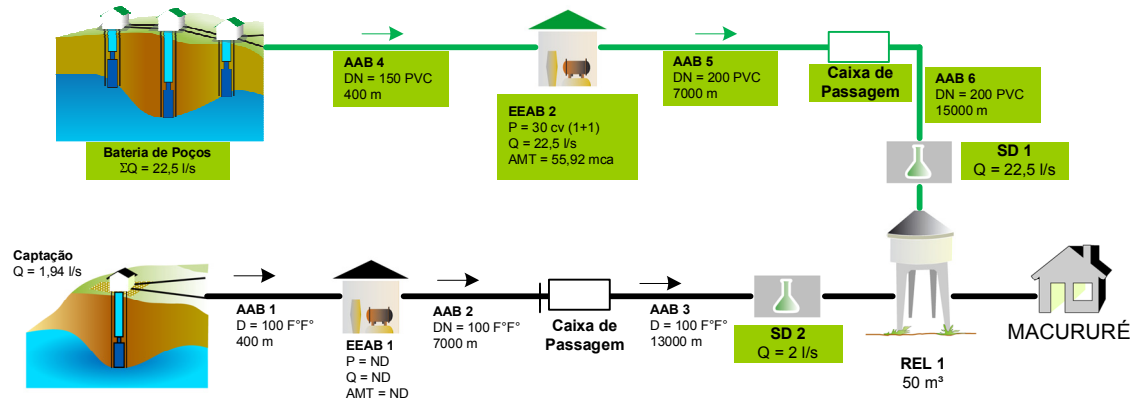 Bateria de Poços
ΣQ = 22,5 l/s
AAB 4
DN = 150 PVC
400 m
EEAB 2
P = 30 cv (1+1)
Q = 22,5 l/s
AMT = 55,92 mca
AAB 5
DN = 200 PVC
7000 m
Caixa de
Passagem
AAB 6
DN = 200 PVC
15000 m
SD 1
Q = 22,5 l/s
Captação
Q = 1,94 l/s
AAB 1
D = 100 F°F°
400 m
EEAB 1
P = ND
Q = ND
AMT = ND
AAB 2
DN = 100 F°F°
7000 m
Caixa de
Passagem
AAB 3
D = 100 F°F°
13000 m
SD 2
Q = 2 l/s
REL 1
50 m³
MACURURÉ